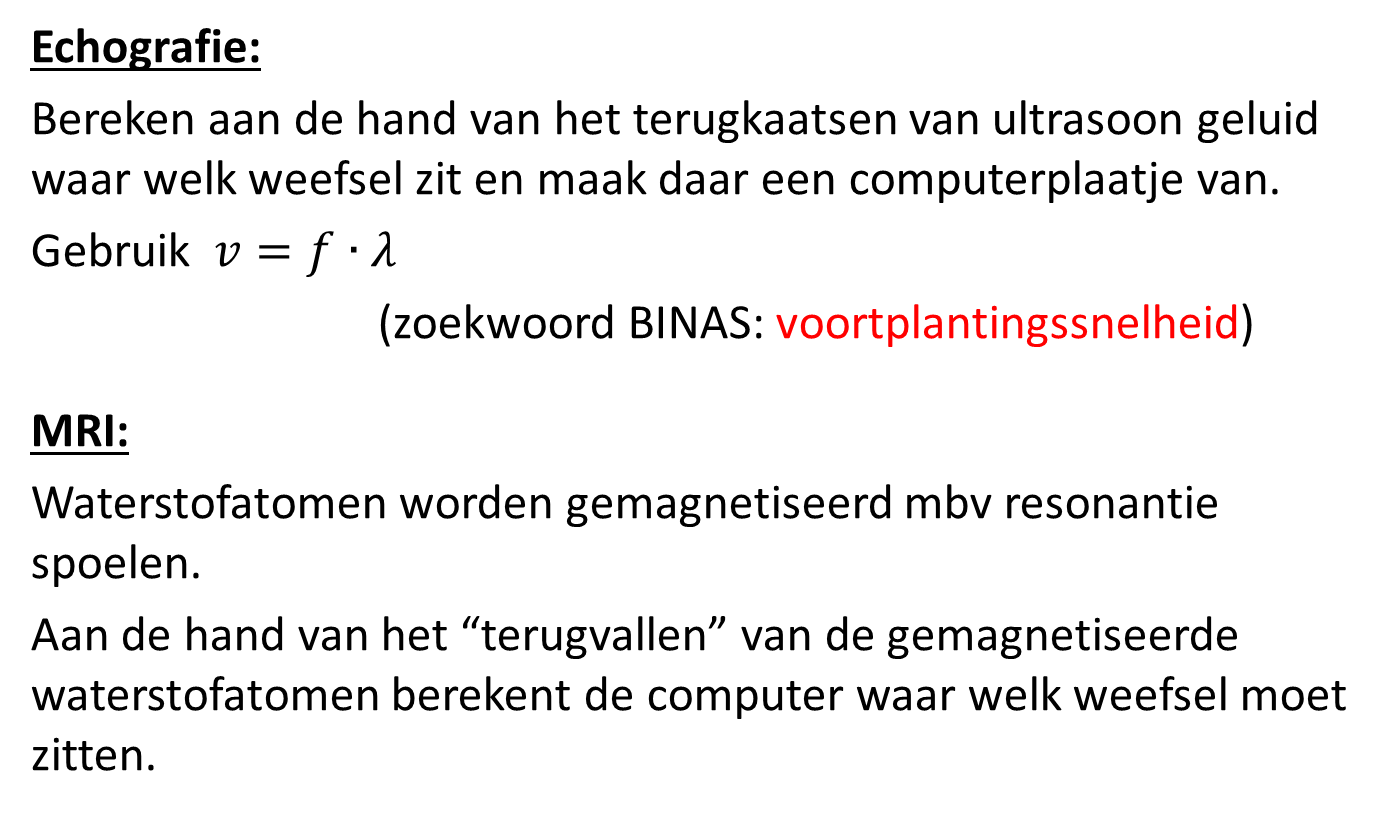 Echografie:
Bereken aan de hand van het terugkaatsen van ultrasoon geluid
waar welk weefsel zit en maak daar een computerplaatje van.
Gebruik v = f · λ
(zoekwoord BINAS: voortplantingssnelheid)
MRI:
Waterstofatomen worden gemagnetiseerd mbv resonantie
spoelen.
Aan de hand van het “terugvallen” van de gemagnetiseerde
waterstofatomen berekent de computer waar welk weefsel moet
zitten.